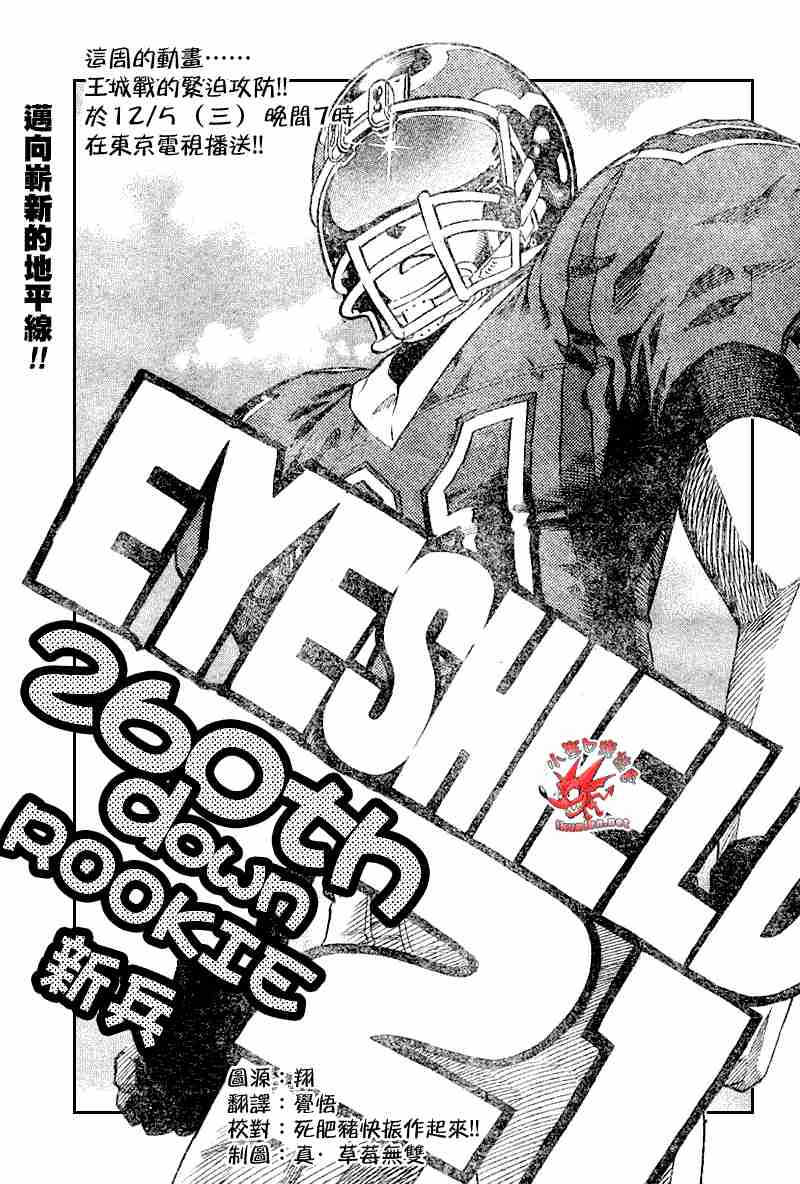 這周的動畫……
王城戰的緊迫攻防!!
於12/5（三）晚間7時
在東京電視播送!!
邁向嶄新的地平線!!
21
EYESHIELD
21
260th
down
ROOKIE
新兵
圖源：翔
翻譯：覺悟
校對：死肥豬快振作起來!!
制圖：真·草莓無雙